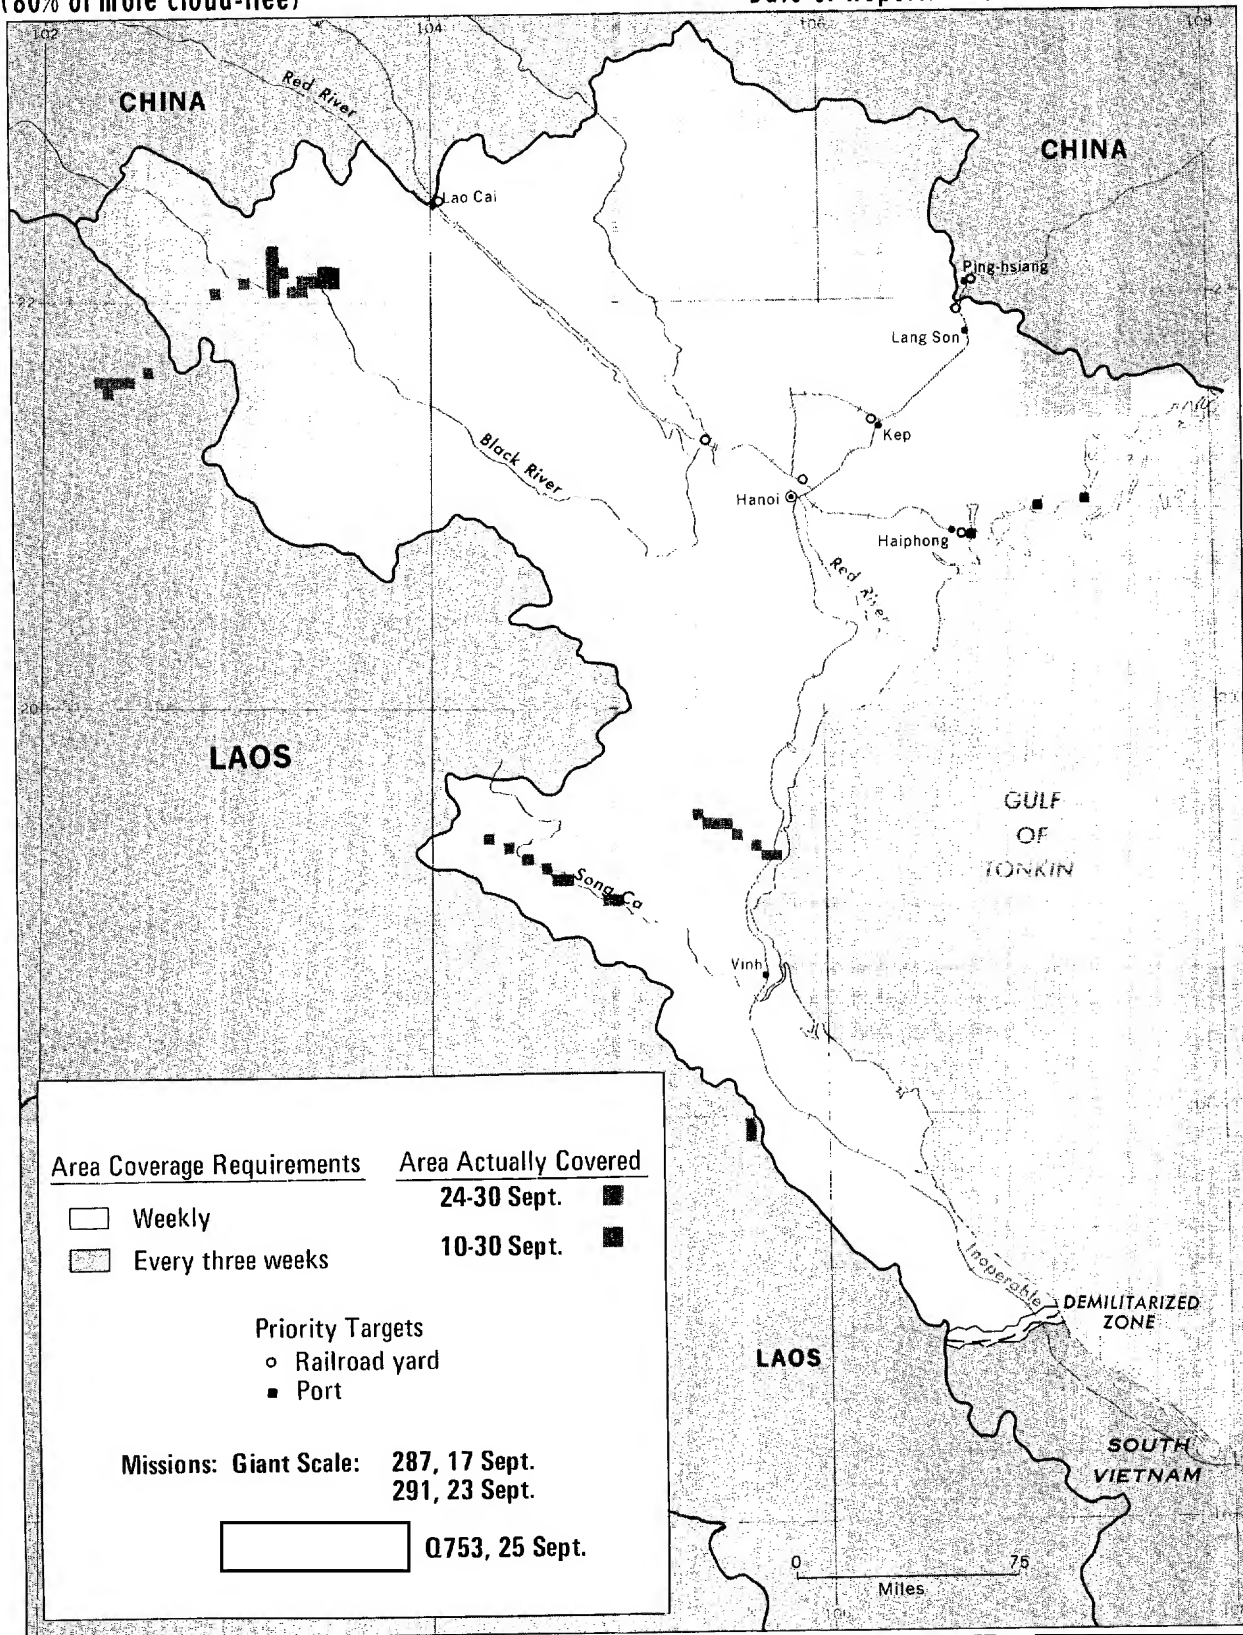 (80% or more cloud-free)
102
104
106
108
CHINA
Red River
CHINA
Lao Cai
Ping-hsiang
22
Lang Son
Kep
Black River
Hanoi
Haiphong
Red River
20
LAOS
GULF
OF
TONKIN
Song Ca
Vinh
Area Coverage Requirements
Area Actually Covered
24-30 Sept.
Weekly
10-30 Sept.
Every three weeks
Inoperable
DEMILITARIZED
ZONE
Priority Targets
Railroad yard
Port
LAOS
Missions: Giant Scale: 287, 17 Sept.
291, 23 Sept.
SOUTH
VIETNAM
Q753, 25 Sept.
0 75
Miles